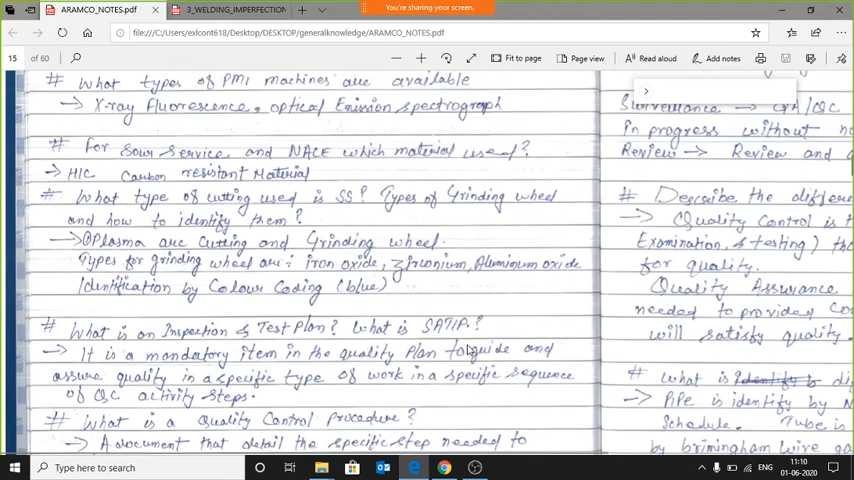 ARAMCO_NOTES.pdf
3_WELDING_IMPERFECTION
You're sharing your screen.
file:///C:/Users/exlcont618/Desktop/DESKTOP/generalknowledge/ARAMCO_NOTES.pdf
15 of 60
Fit to page
Read aloud
Add notes
# What types of PMI machines are available
→ X-ray Fluorescence, optical Emission spectrograph
# For Sour Service and NACE which material used?
→ HIC Carbon resistant Material
# What type of cutting used is SS? Types of Grinding wheel
and how to identify them?
→ Plasma arc Cutting and Grinding wheel.
Types for grinding wheel are: iron oxide, Zirconium, Aluminum oxide
Identification by Colour Coding (blue)
# What is an Inspection & Test Plan? What is SATIP?
→ It is a mandatory item in the quality Plan to guide and
assure quality in a specific type of work in a specific sequence
of QC activity steps.
# What is a Quality Control Procedure?
→ A document that detail the specific step needed to
Surveillance → QA/QC
in progress without
Review → Review and
# Describe the differe
→ Quality Control is t
Examination, & testing) th
for quality.
Quality Assurance
needed to provided Co
will satisfy quality.
# What is di
→ Pipe is identify by N
Schedule. Tube is
by brimingham wire
Type here to search
ENG
11:10
01-06-2020